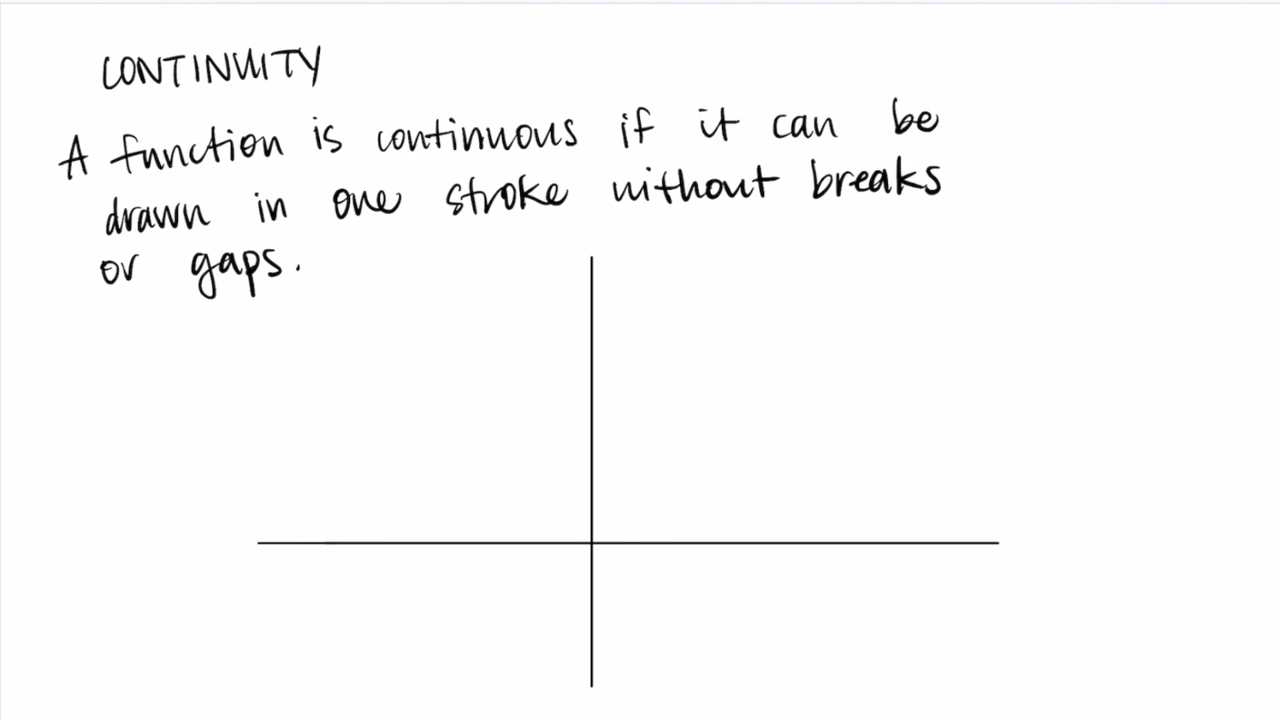 CONTINUITY
A function is continuous if it can be
drawn in one stroke without breaks
or gaps.